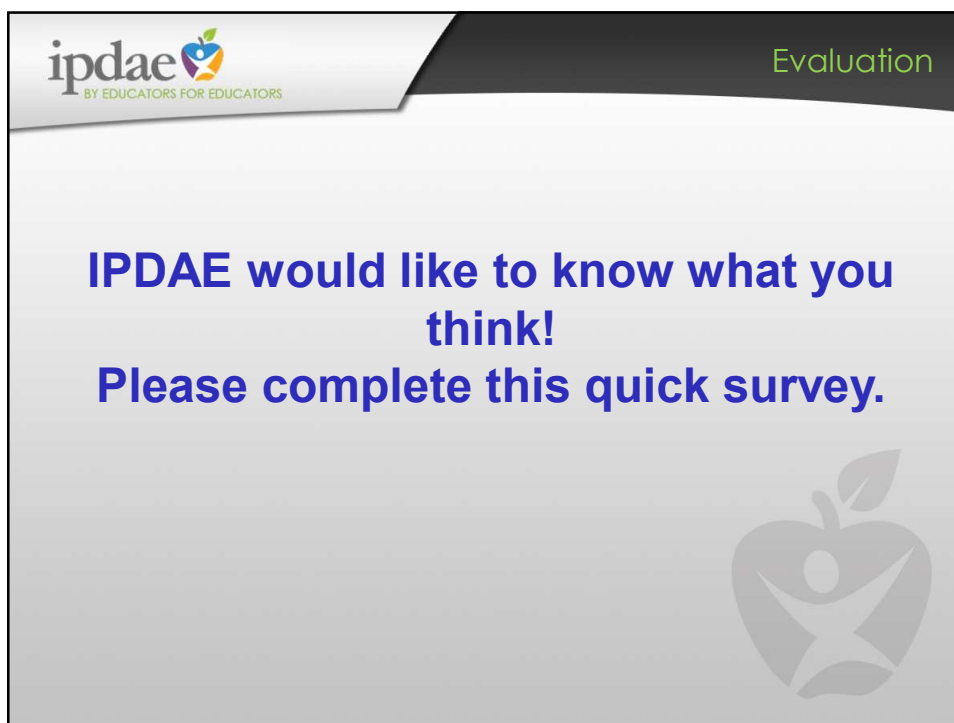 ipdae
BY EDUCATORS FOR EDUCATORS
Evaluation
IPDAE would like to know what you
think!
Please complete this quick survey.